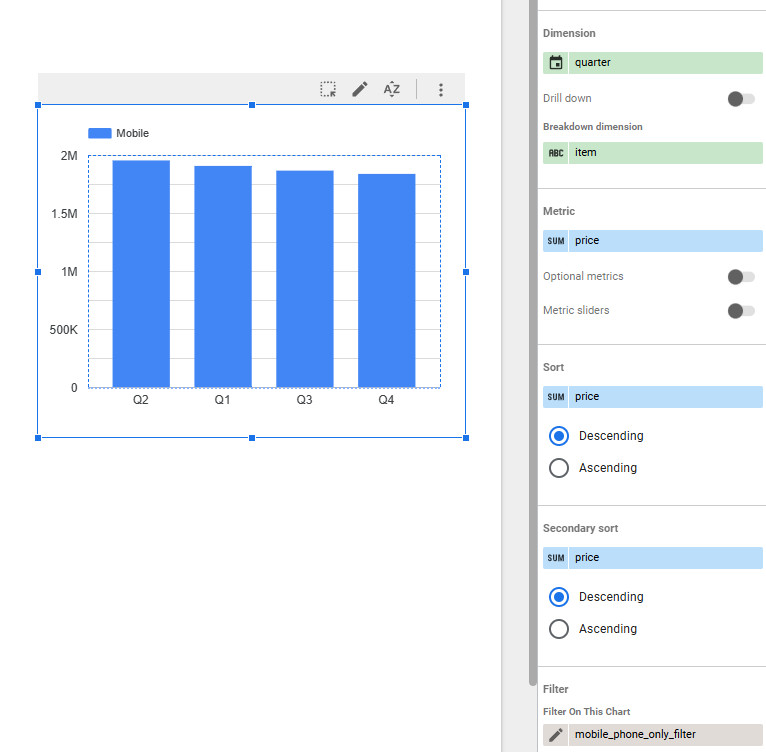 AZ
Mobile
2M
1.5M
1M
500K
0
Q2 Q1 Q3 Q4
Dimension
quarter
Drill down
Breakdown dimension
ABC item
Metric
SUM price
Optional metrics
Metric sliders
Sort
SUM price
Descending
Ascending
Secondary sort
SUM price
Descending
Ascending
Filter
Filter On This Chart
mobile_phone_only_filter